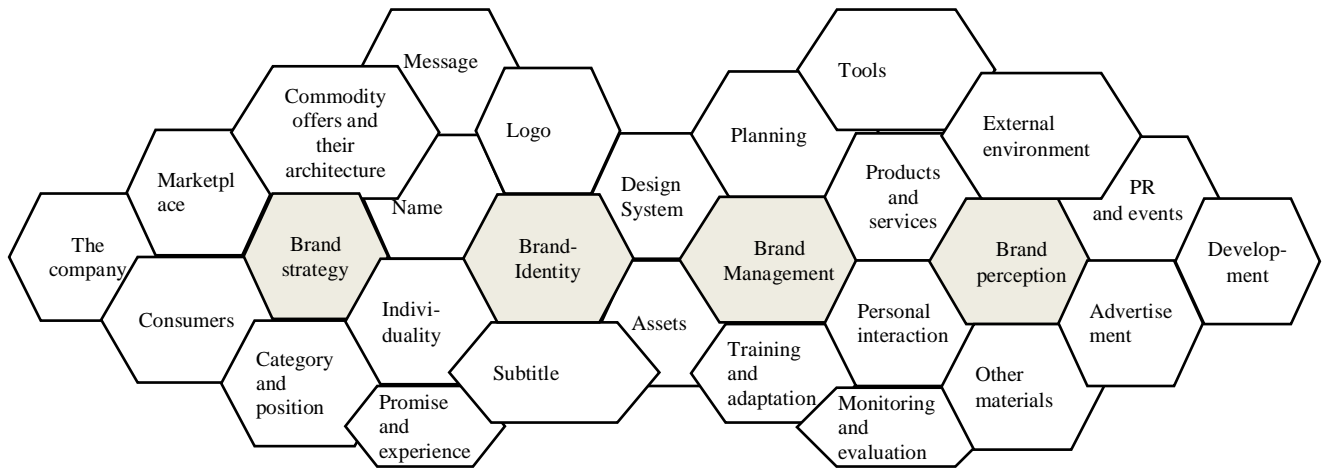 Message
Tools
Commodity
offers and
their
architecture
Logo
Planning
External
environment
Marketpl
ace
Name
Design
System
Products
and
services
PR
and events
The
company
Brand
strategy
Brand-
Identity
Brand
Management
Brand
perception
Develop-
ment
Consumers
Indivi-
duality
Assets
Personal
interaction
Advertise
ment
Category
and
position
Subtitle
Training
and
adaptation
Other
materials
Promise
and
experience
Monitoring
and
evaluation